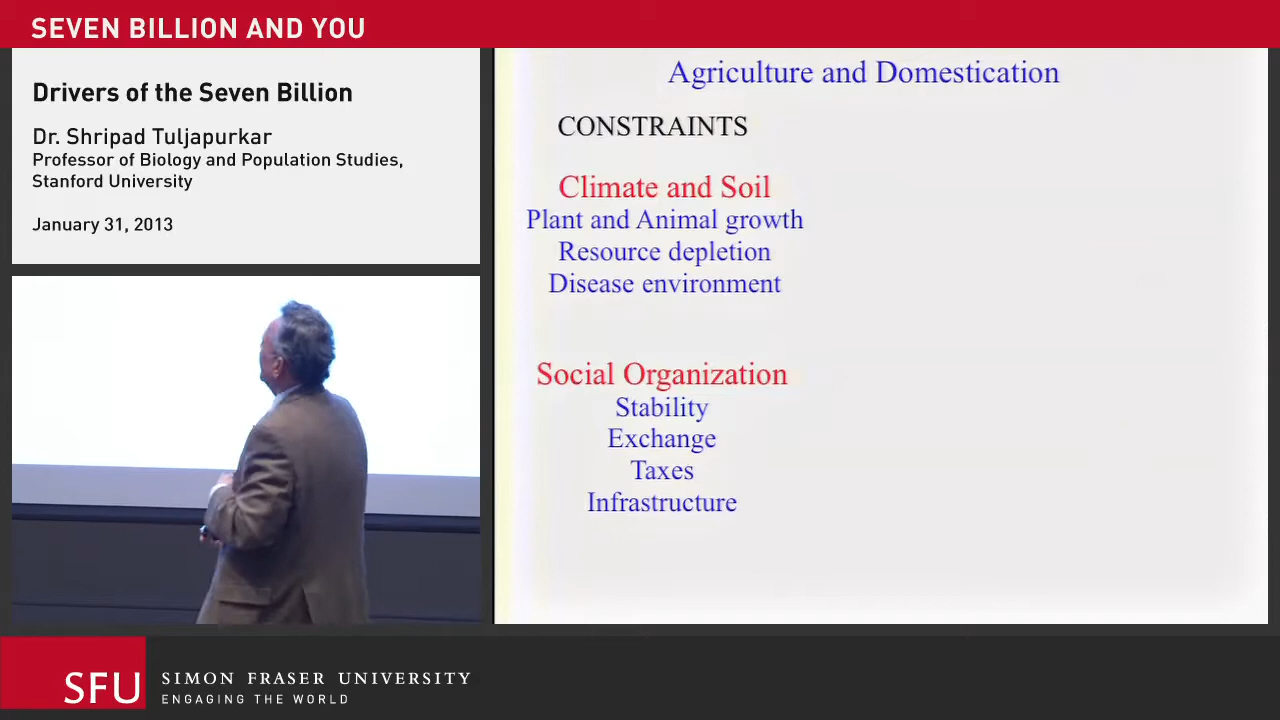 SEVEN BILLION AND YOU
Drivers of the Seven Billion
Dr. Shripad Tuljapurkar
Professor of Biology and Population Studies,
Stanford University
January 31, 2013
Agriculture and Domestication
CONSTRAINTS
Climate and Soil
Plant and Animal growth
Resource depletion
Disease environment
Social Organization
Stability
Exchange
Taxes
Infrastructure
SFU
SIMON FRASER UNIVERSITY
ENGAGING THE WORLD